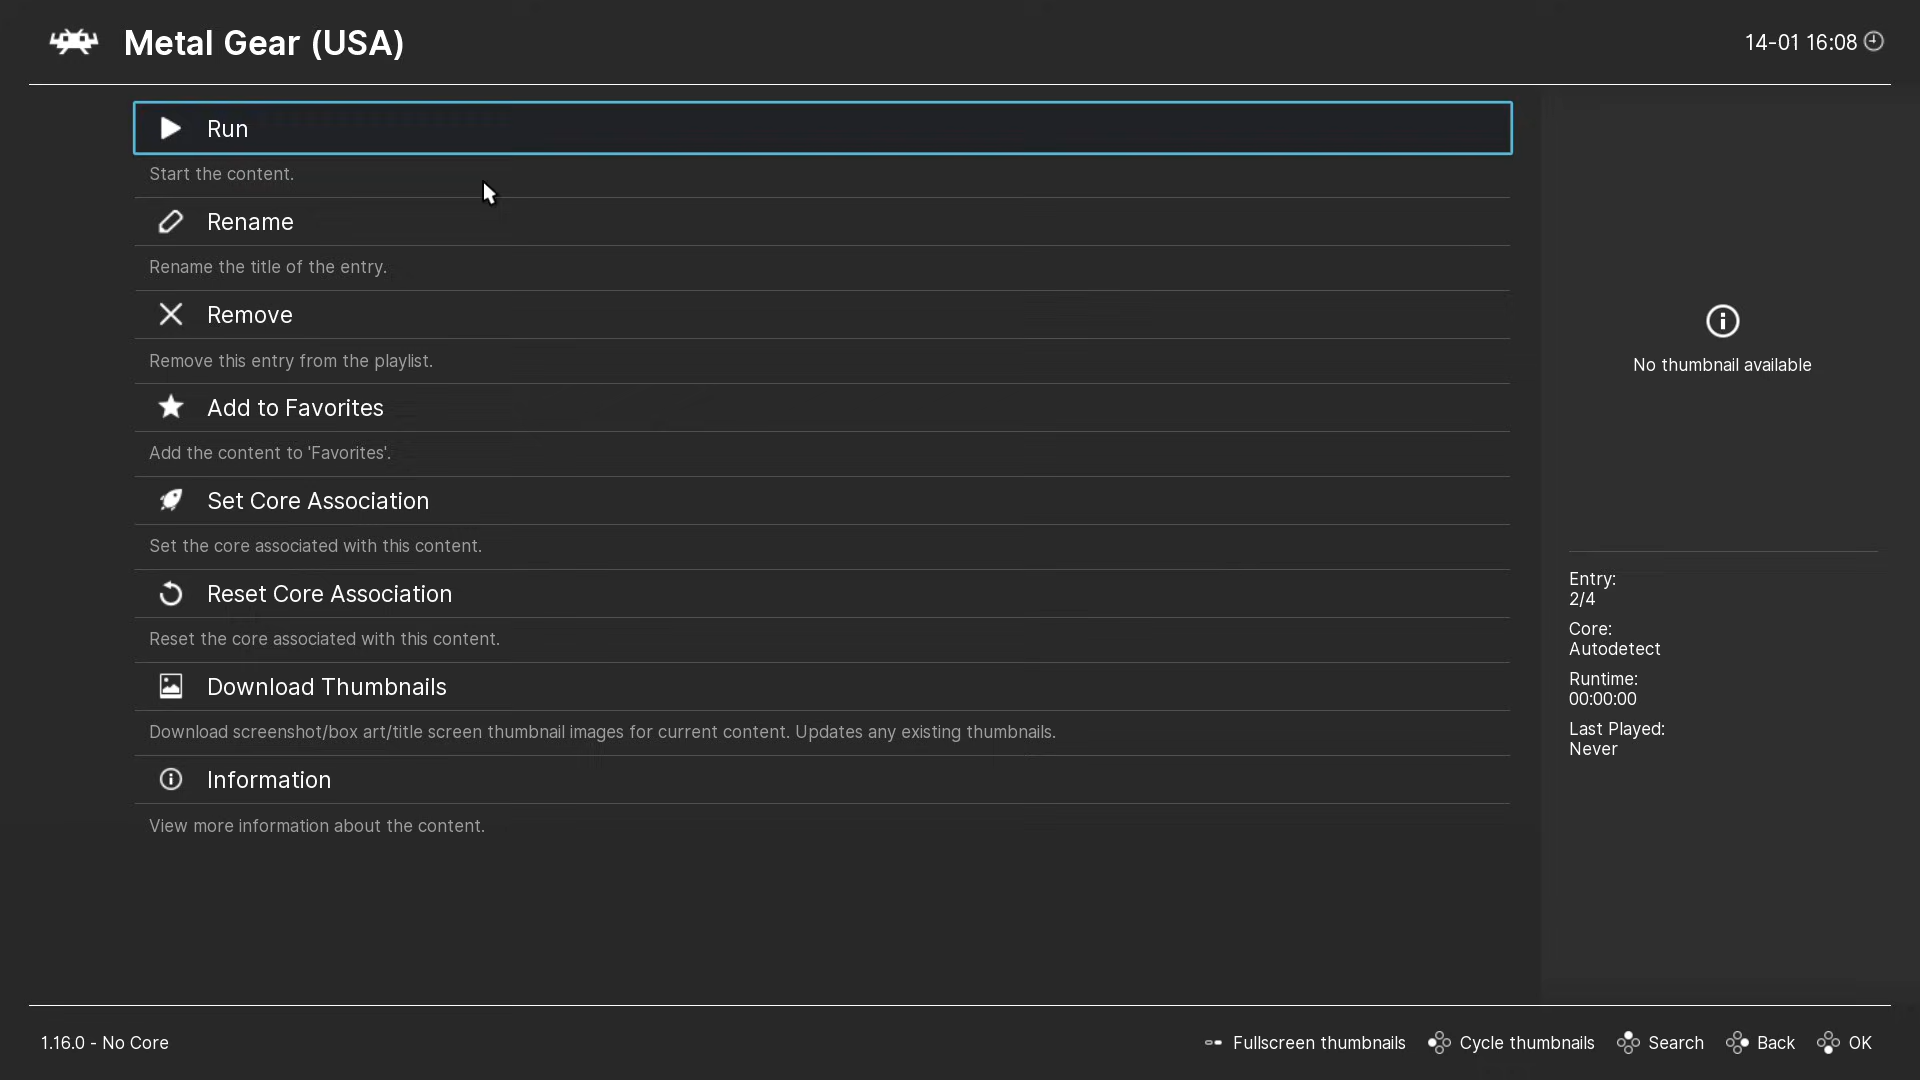 Metal Gear (USA)
14-01 16:08
Run
Start the content.
Rename
Rename the title of the entry.
Remove
Remove this entry from the playlist.
Add to Favorites
Add the content to 'Favorites'.
Set Core Association
Set the core associated with this content.
Reset Core Association
Reset the core associated with this content.
Download Thumbnails
Download screenshot/box art/title screen thumbnail images for current content. Updates any existing thumbnails.
Information
View more information about the content.
No thumbnail available
Entry:
2/4
Core:
Autodetect
Runtime:
00:00:00
Last Played:
Never
1.16.0 - No Core
Fullscreen thumbnails Cycle thumbnails Search Back OK